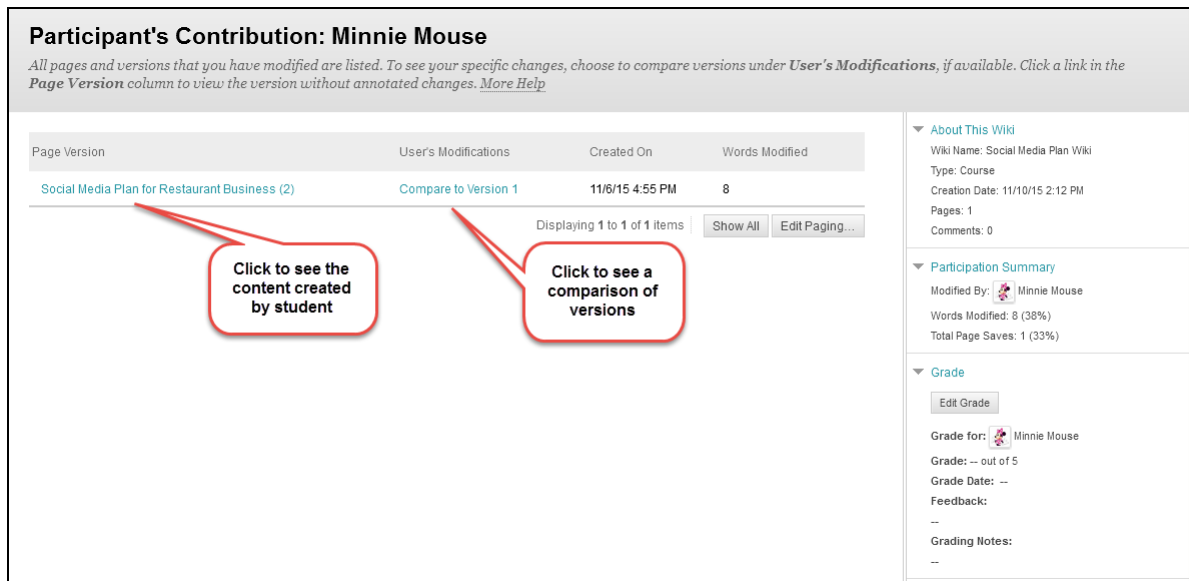 Participant's Contribution: Minnie Mouse
All pages and versions that you have modified are listed. To see your specific changes, choose to compare versions under User's Modifications, if available. Click a link in the
Page Version column to view the version without annotated changes. More Help
Page Version User's Modifications Created On Words Modified
Social Media Plan for Restaurant Business (2) Compare to Version 1 11/6/15 4:55 PM 8
Displaying 1 to 1 of 1 items Show All Edit Paging...
Click to see the
content created
by student
Click to see a
comparison of
versions
About This Wiki
Wiki Name: Social Media Plan Wiki
Type: Course
Creation Date: 11/10/15 2:12 PM
Pages: 1
Comments: 0
Participation Summary
Modified By: Minnie Mouse
Words Modified: 8 (38%)
Total Page Saves: 1 (33%)
Grade
Edit Grade
Grade for: Minnie Mouse
Grade: -- out of 5
Grade Date: --
Feedback:
--
Grading Notes:
--